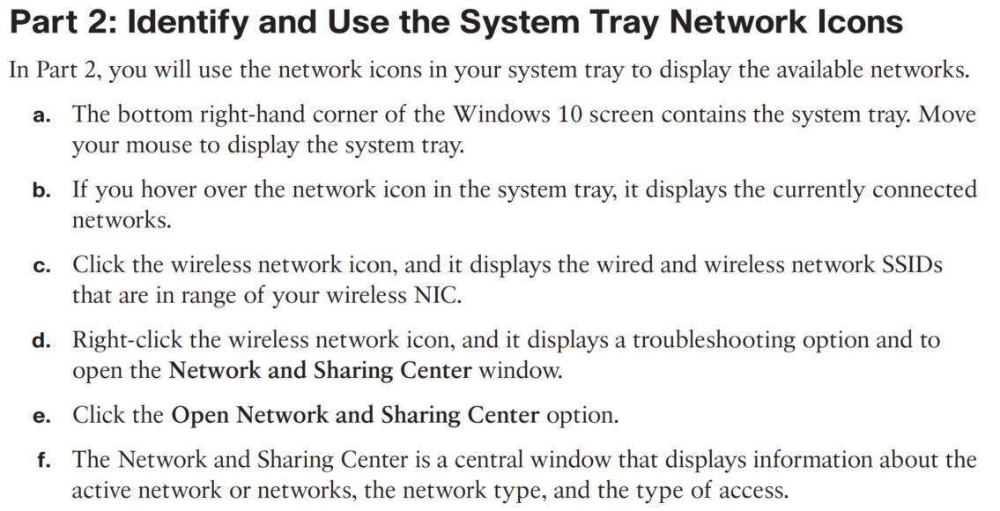 Part 2: Identify and Use the System Tray Network Icons
In Part 2, you will use the network icons in your system tray to display the available networks.
a. The bottom right-hand corner of the Windows 10 screen contains the system tray. Move
your mouse to display the system tray.
b. If you hover over the network icon in the system tray, it displays the currently connected
networks.
c. Click the wireless network icon, and it displays the wired and wireless network SSIDs
that are in range of your wireless NIC.
d. Right-click the wireless network icon, and it displays a troubleshooting option and to
open the Network and Sharing Center window.
e. Click the Open Network and Sharing Center option.
f. The Network and Sharing Center is a central window that displays information about the
active network or networks, the network type, and the type of access.